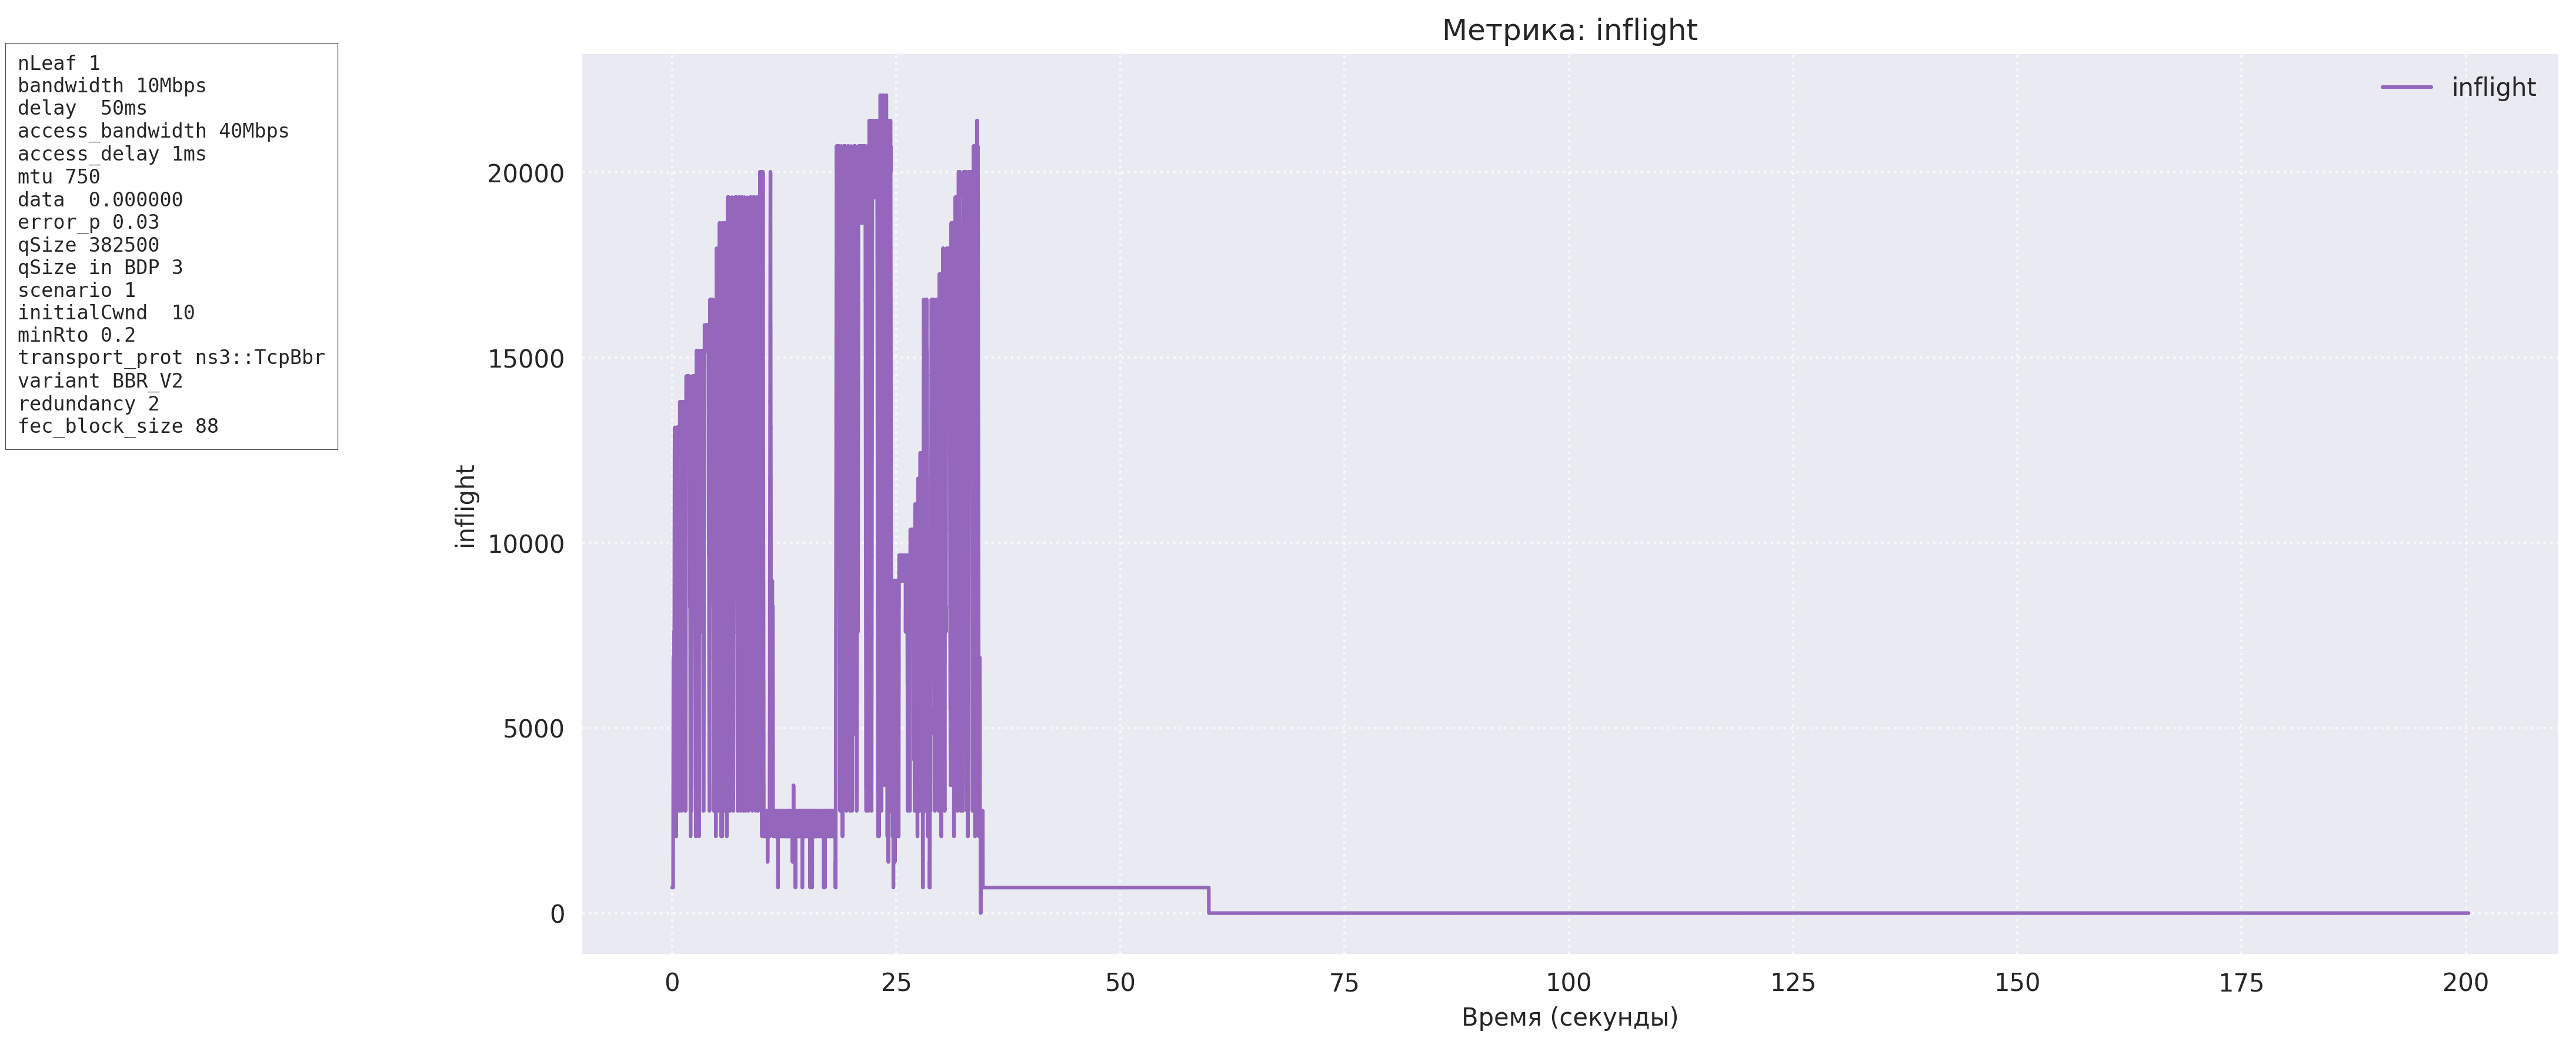 Метрика: inflight
nLeaf 1
bandwidth 10Mbps
delay  50ms
access_bandwidth 40Mbps
access_delay 1ms
mtu 750
data  0.000000
error_p 0.03
qSize 382500
qSize in BDP 3
scenario 1
initialCwnd  10
minRto 0.2
transport_prot ns3::TcpBbr
variant BBR_V2
redundancy 2
fec_block_size 88
inflight
inflight
20000
15000
10000
5000
0
0 25 50 75 100 125 150 175 200
Время (секунды)